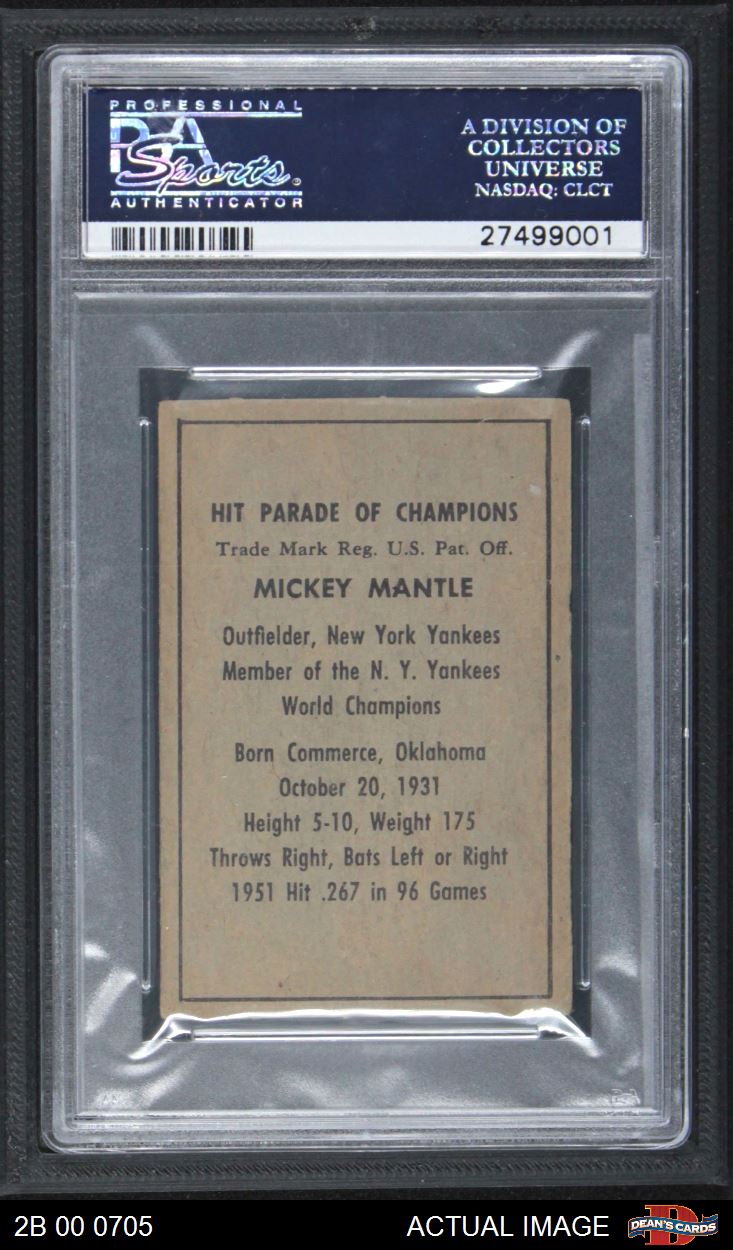 PROFESSIONAL
PSA
Sports
AUTHENTICATOR
A DIVISION OF
COLLECTORS
UNIVERSE
NASDAQ: CLCT
27499001
HIT PARADE OF CHAMPIONS
Trade Mark Reg. U.S. Pat. Off.
MICKEY MANTLE
Outfielder, New York Yankees
Member of the N. Y. Yankees
World Champions
Born Commerce, Oklahoma
October 20, 1931
Height 5-10, Weight 175
Throws Right, Bats Left or Right
1951 Hit .267 in 96 Games
2B 00 0705
ACTUAL IMAGE
DEAN'S CARDS